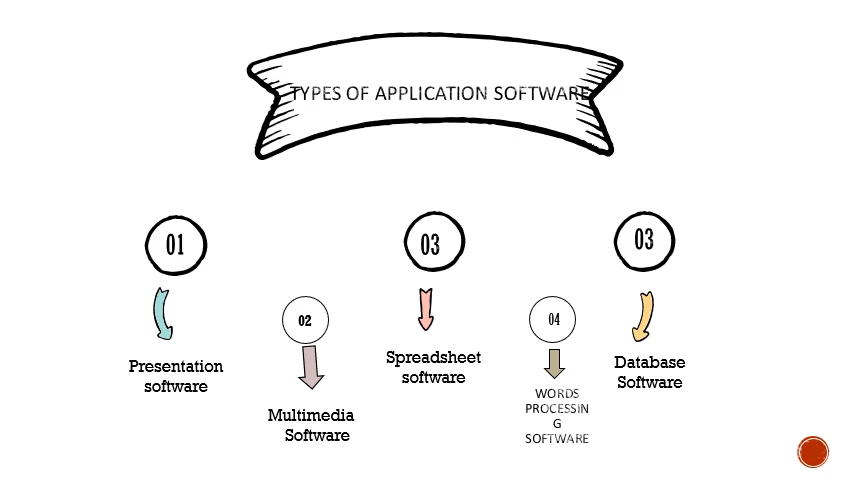 TYPES OF APPLICATION SOFTWARE
01
Presentation
software
02
Multimedia
Software
03
Spreadsheet
software
04
WORDS
PROCESSIN
G
SOFTWARE
03
Database
Software